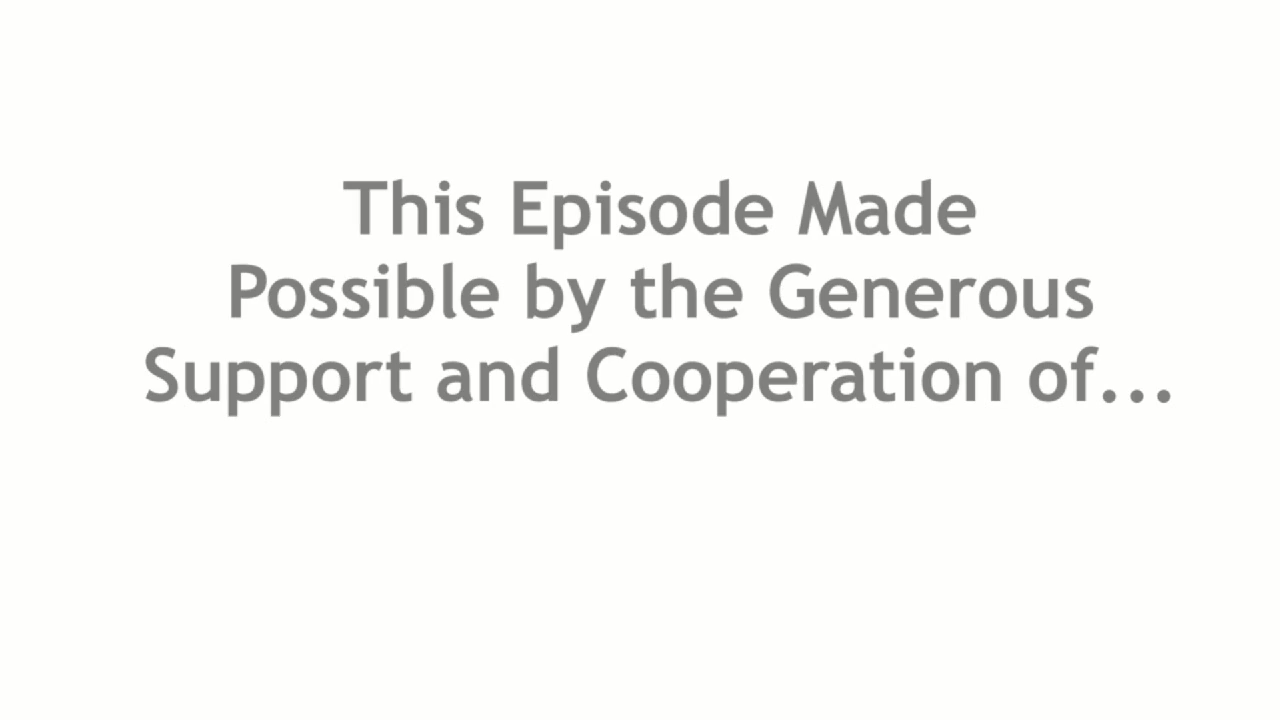 This Episode Made
Possible by the Generous
Support and Cooperation of...